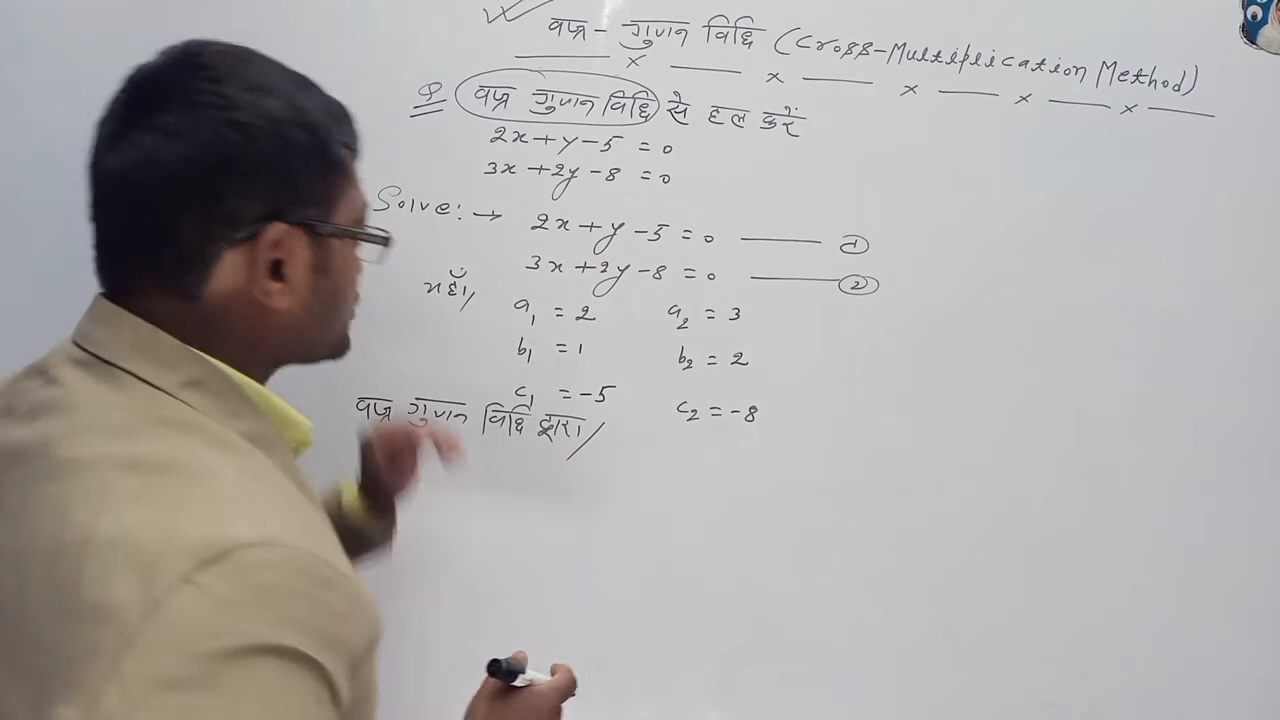 वज्र - गुणन विधि (Cross-Multiplication Method)
Q वज्र गुणन विधि से हल करें
2x + y - 5 = 0
3x + 2y - 8 = 0
Solve: → 2x + y - 5 = 0 —— ①
3x + 2y - 8 = 0 —— ②
यहाँ, a₁ = 2 a₂ = 3
b₁ = 1 b₂ = 2
c₁ = -5 c₂ = -8
वज्र गुणन विधि द्वारा,